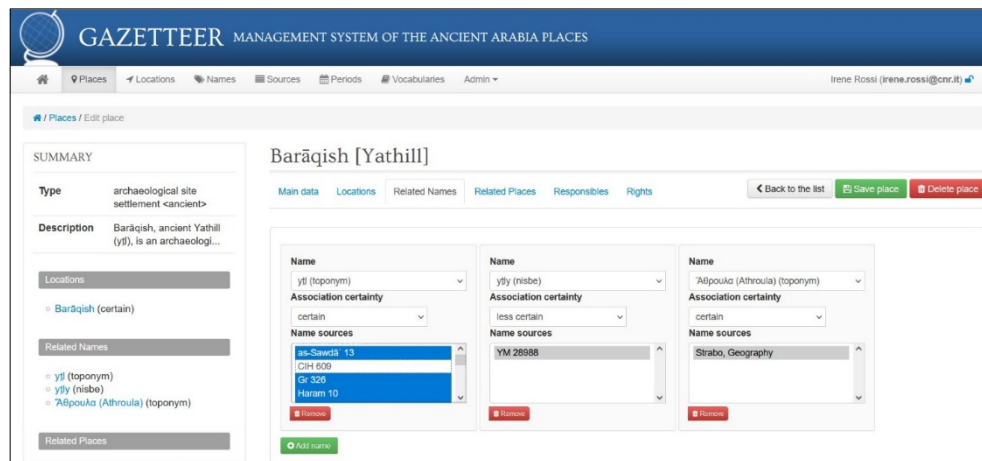 GAZETTEER MANAGEMENT SYSTEM OF THE ANCIENT ARABIA PLACES
Places Locations Names Sources Periods Vocabularies Admin Irene Rossi (irene.rossi@cnr.it)
/ Places / Edit place
SUMMARY
Type archaeological site
settlement <ancient>
Description Barāqish, ancient Yathill
(yṯl), is an archaeologi...
Locations
Barāqish (certain)
Related Names
yṯl (toponym)
yṯly (nisbe)
Ἄθρουλα (Athroula) (toponym)
Related Places
Barāqish [Yathill]
Main data Locations Related Names Related Places Responsibles Rights Back to the list Save place Delete place
Name
yṯl (toponym)
Association certainty
certain
Name sources
as-Sawdāʾ 13
CIH 609
Gr 326
Haram 10
Remove
Name
yṯly (nisbe)
Association certainty
less certain
Name sources
YM 28988
Remove
Name
Ἄθρουλα (Athroula) (toponym)
Association certainty
certain
Name sources
Strabo, Geography
Remove
Add name